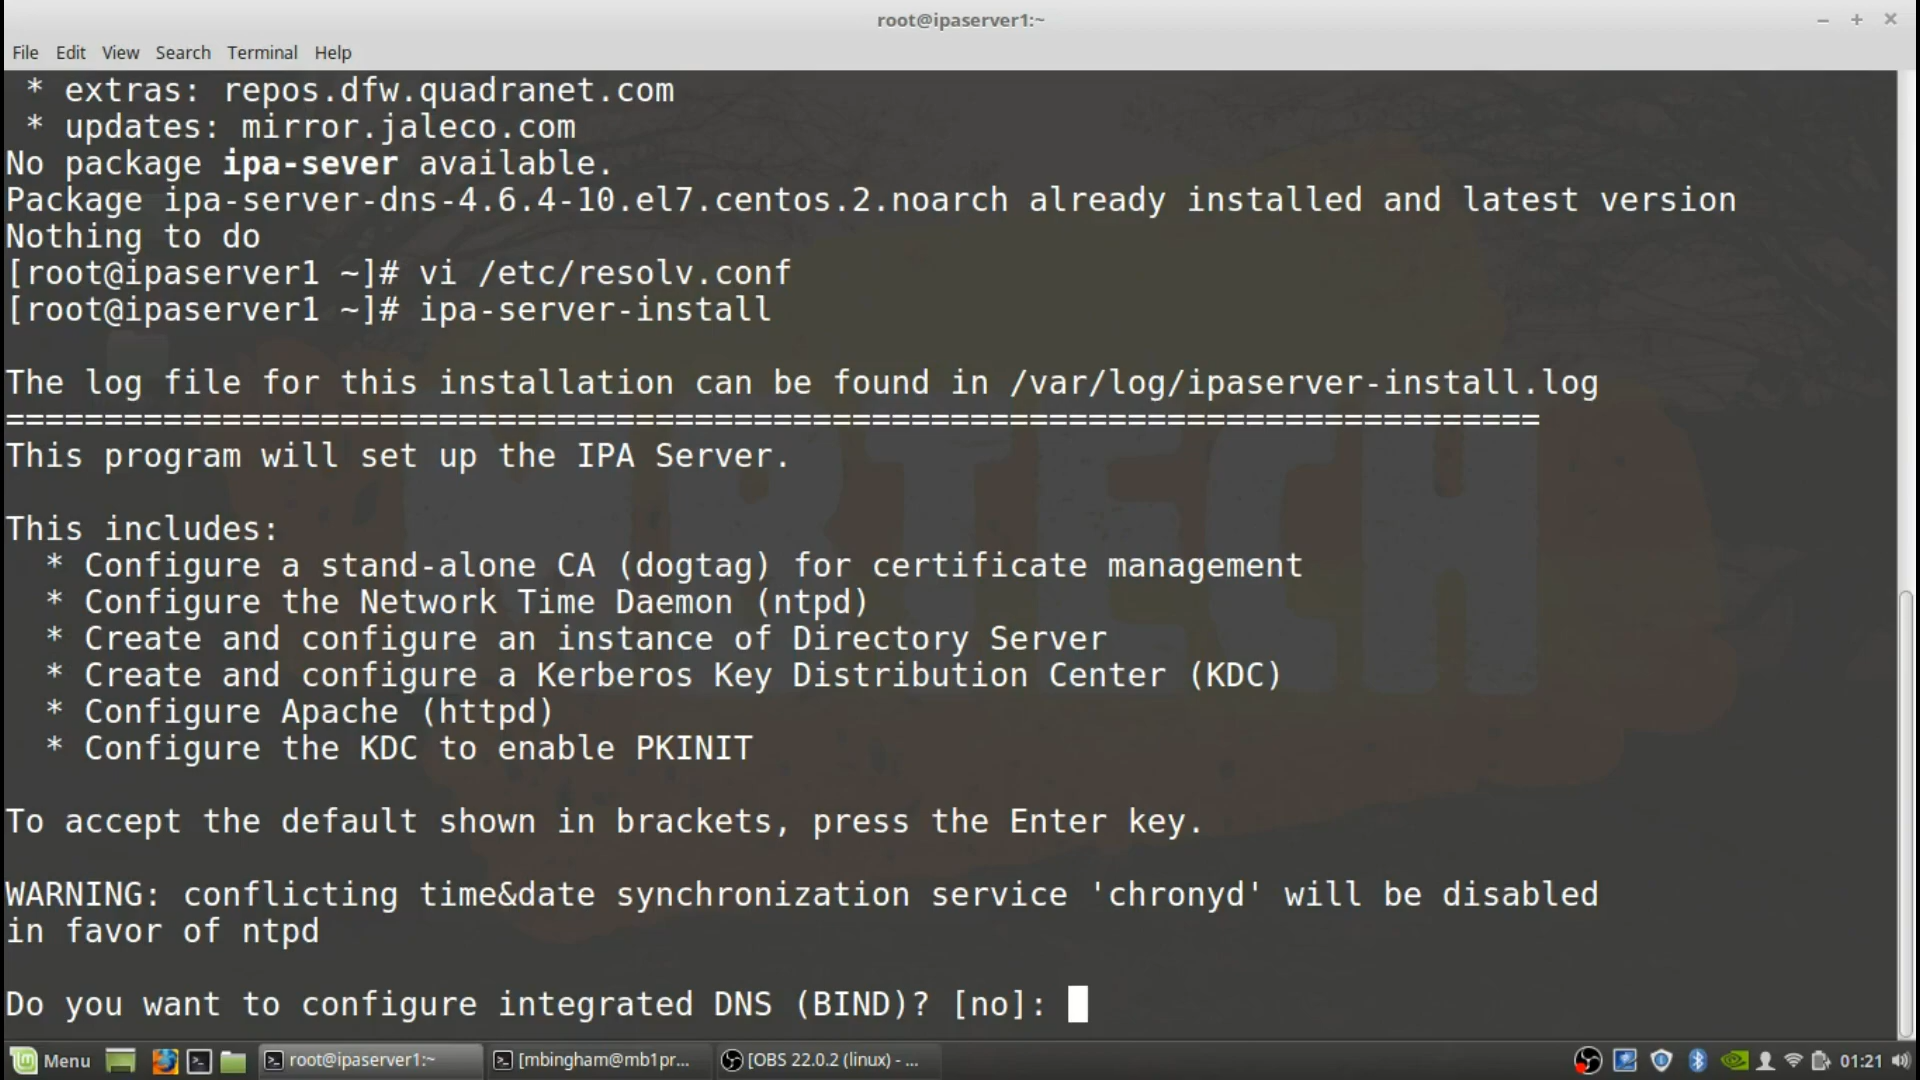 root@ipaserver1:~
File Edit View Search Terminal Help
* extras: repos.dfw.quadranet.com
* updates: mirror.jaleco.com
No package ipa-sever available.
Package ipa-server-dns-4.6.4-10.el7.centos.2.noarch already installed and latest version
Nothing to do
[root@ipaserver1 ~]# vi /etc/resolv.conf
[root@ipaserver1 ~]# ipa-server-install
The log file for this installation can be found in /var/log/ipaserver-install.log
==============================================================================
This program will set up the IPA Server.
This includes:
* Configure a stand-alone CA (dogtag) for certificate management
* Configure the Network Time Daemon (ntpd)
* Create and configure an instance of Directory Server
* Create and configure a Kerberos Key Distribution Center (KDC)
* Configure Apache (httpd)
* Configure the KDC to enable PKINIT
To accept the default shown in brackets, press the Enter key.
WARNING: conflicting time&date synchronization service 'chronyd' will be disabled
in favor of ntpd
Do you want to configure integrated DNS (BIND)? [no]:
Menu root@ipaserver1:~ [mbingham@mb1pr... [OBS 22.0.2 (linux) - ... 01:21